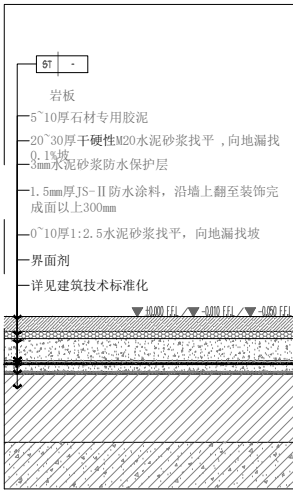 ST -
岩板
5~10厚石材专用胶泥
20~30厚干硬性M20水泥砂浆找平 ,向地漏找
0.1%坡
3mm水泥砂浆防水保护层
1.5mm厚JS-Ⅱ防水涂料, 沿墙上翻至装饰完
成面以上300mm
0~10厚1:2.5水泥砂浆找平, 向地漏找坡
界面剂
详见建筑技术标准化
±0.000 F.F.L / -0.010 F.F.L / -0.050 F.F.L